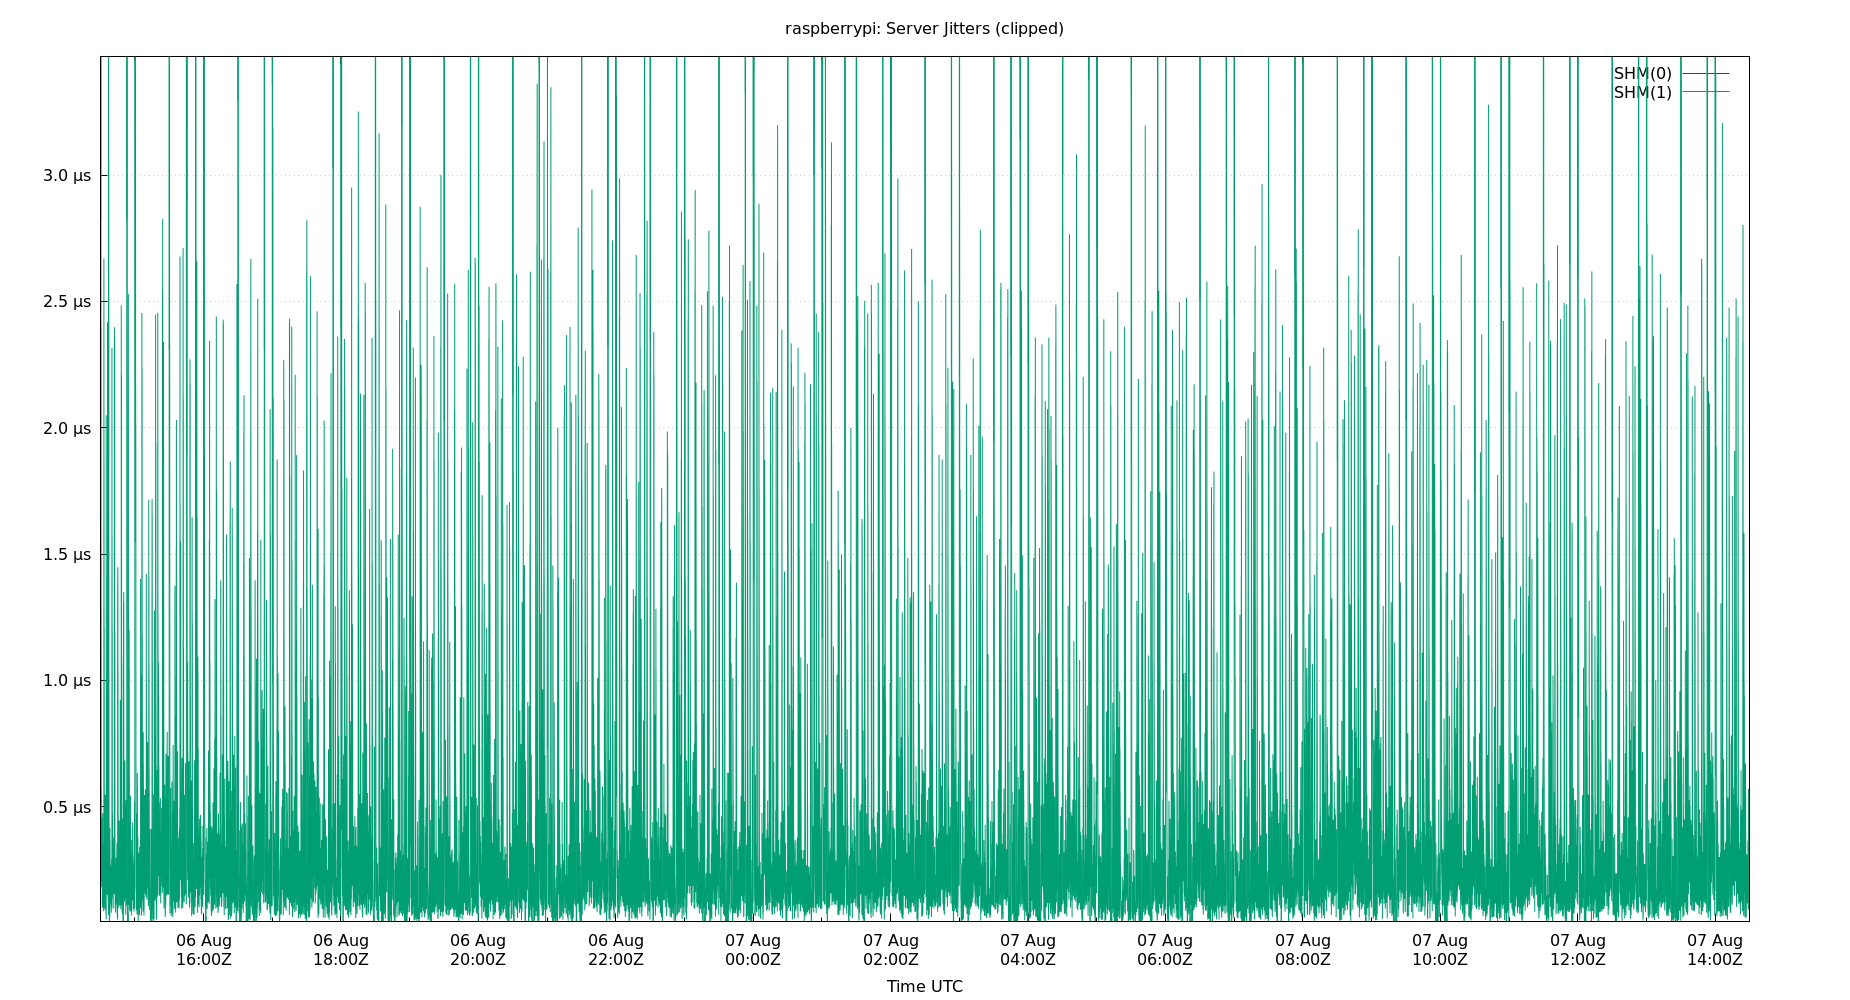 raspberrypi: Server Jitters (clipped)
SHM(0)
SHM(1)
3.0 µs
2.5 µs
2.0 µs
1.5 µs
1.0 µs
0.5 µs
06 Aug 06 Aug 06 Aug 06 Aug 07 Aug 07 Aug 07 Aug 07 Aug 07 Aug 07 Aug 07 Aug 07 Aug
16:00Z 18:00Z 20:00Z 22:00Z 00:00Z 02:00Z 04:00Z 06:00Z 08:00Z 10:00Z 12:00Z 14:00Z
Time UTC